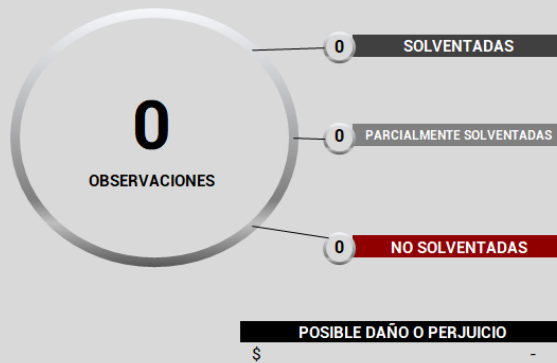 0
OBSERVACIONES
0 SOLVENTADAS
0 PARCIALMENTE SOLVENTADAS
0 NO SOLVENTADAS
POSIBLE DAÑO O PERJUICIO
$ -